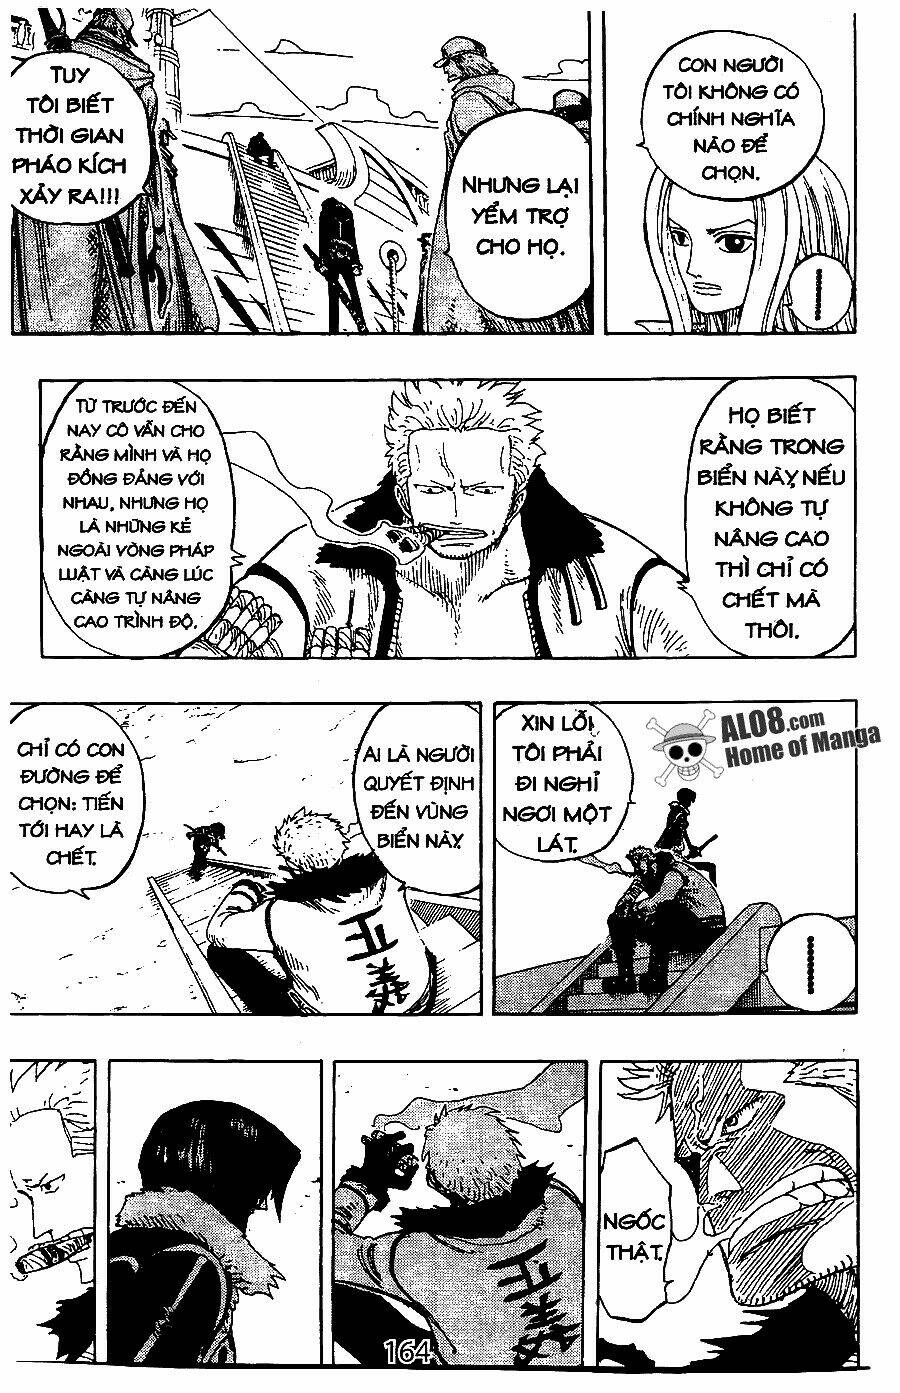 CON NGƯỜI
TÔI KHÔNG CÓ
CHÍNH NGHĨA
NÀO ĐỂ
CHỌN.
NHƯNG LẠI
YỂM TRỢ
CHO HỌ.
TUY
TÔI BIẾT
THỜI GIAN
PHÁO KÍCH
XẢY RA!!!
HỌ BIẾT
RẰNG TRONG
BIỂN NÀY, NẾU
KHÔNG TỰ
NÂNG CAO
THÌ CHỈ CÓ
CHẾT MÀ
THÔI.
TỪ TRƯỚC ĐẾN
NAY CÔ VẪN CHO
RẰNG MÌNH VÀ HỌ
ĐỒNG ĐẲNG VỚI
NHAU, NHƯNG HỌ
LÀ NHỮNG KẺ
NGOÀI VÒNG PHÁP
LUẬT VÀ CÀNG LÚC
CÀNG TỰ NÂNG
CAO TRÌNH ĐỘ.
AL08.com
Home of Manga
XIN LỖI,
TÔI PHẢI
ĐI NGHỈ
NGƠI MỘT
LÁT.
AI LÀ NGƯỜI
QUYẾT ĐỊNH
ĐẾN VÙNG
BIỂN NÀY.
CHỈ CÓ CON
ĐƯỜNG ĐỂ
CHỌN: TIẾN
TỚI HAY LÀ
CHẾT.
正義
NGỐC
THẬT.
正義
164